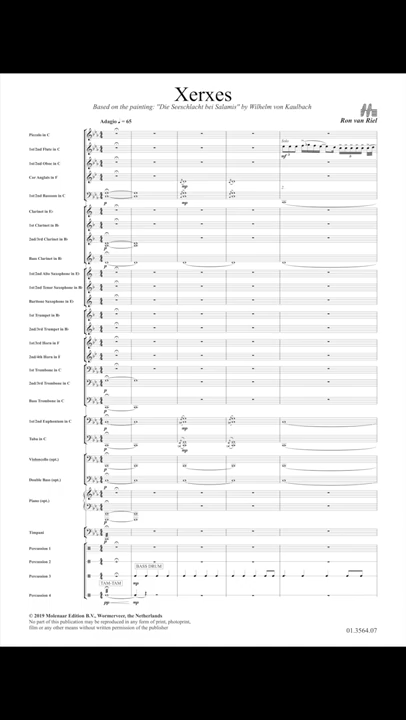 Xerxes
Based on the painting: "Die Seeschlacht bei Salamis" by Wilhelm von Kaulbach
Ron van Riel
Adagio ♩ = 65
Piccolo in C
1st/2nd Flute in C
1st/2nd Oboe in C
Cor Anglais in F
1st/2nd Bassoon in C
Clarinet in E♭
1st Clarinet in B♭
2nd/3rd Clarinet in B♭
Bass Clarinet in B♭
1st/2nd Alto Saxophone in E♭
1st/2nd Tenor Saxophone in B♭
Baritone Saxophone in E♭
1st Trumpet in B♭
2nd/3rd Trumpet in B♭
1st/3rd Horn in F
2nd/4th Horn in F
1st Trombone in C
2nd/3rd Trombone in C
Bass Trombone in C
1st/2nd Euphonium in C
Tuba in C
Violoncello (opt.)
Double Bass (opt.)
Piano (opt.)
Timpani
Percussion 1
Percussion 2
BASS DRUM
Percussion 3
TAM-TAM
Percussion 4
pp mp
© 2019 Molenaar Edition B.V., Wormerveer, the Netherlands
No part of this publication may be reproduced in any form of print, photoprint,
film or any other means without written permission of the publisher
01.3564.07